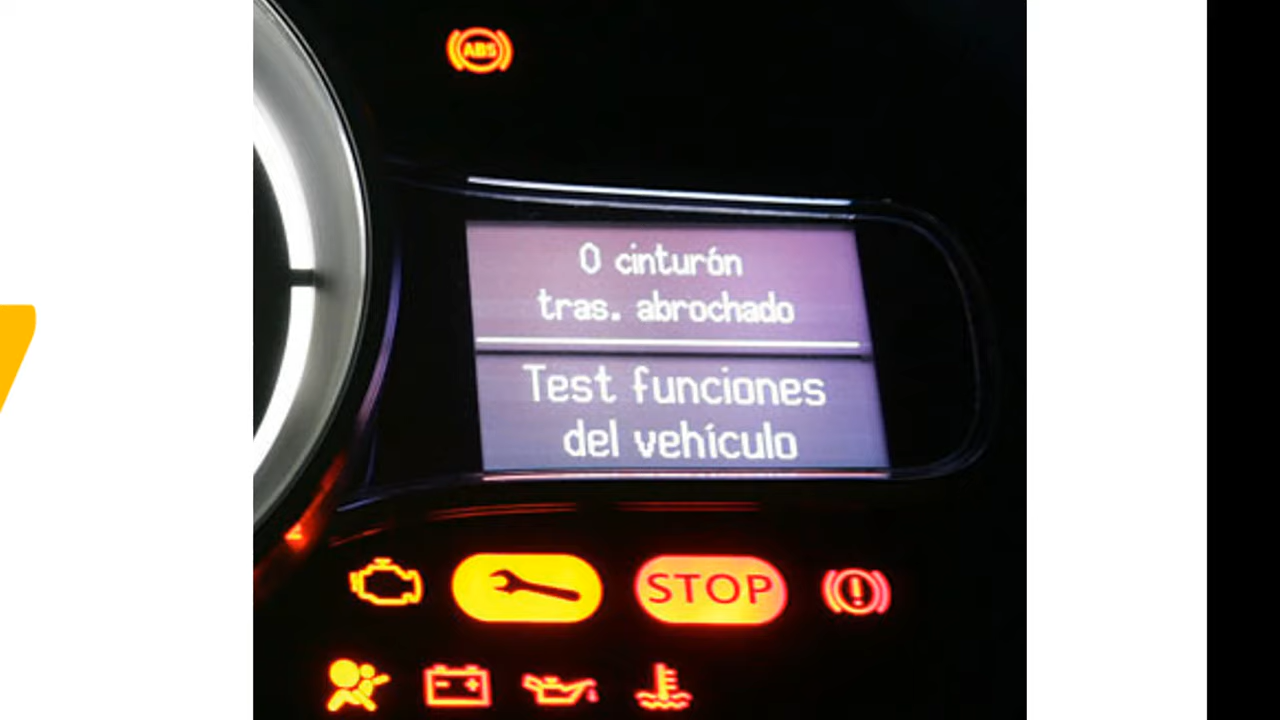 ABS
0 cinturón
tras. abrochado
Test funciones
del vehículo
STOP